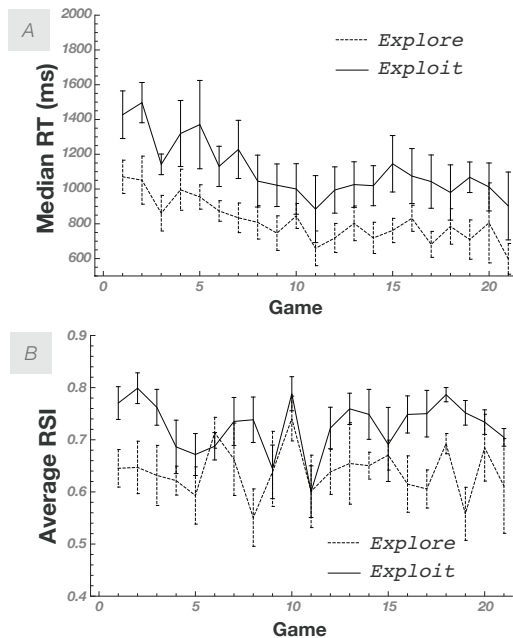 A
2000
1800
1600
1400
1200
1000
800
600
Median RT (ms)
Explore
Exploit
0 5 10 15 20
Game
B
0.9
0.8
0.7
0.6
0.5
0.4
Average RSI
Explore
Exploit
0 5 10 15 20
Game